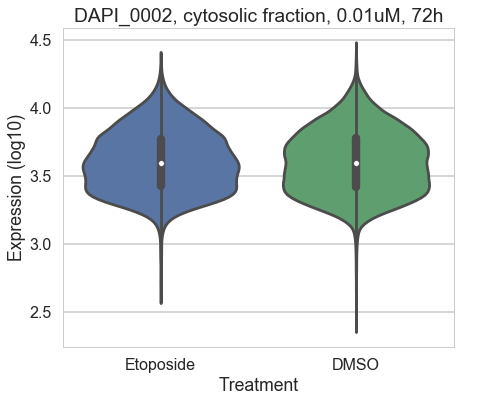 DAPI_0002, cytosolic fraction, 0.01uM, 72h
4.5
4.0
3.5
3.0
2.5
Expression (log10)
Etoposide DMSO
Treatment